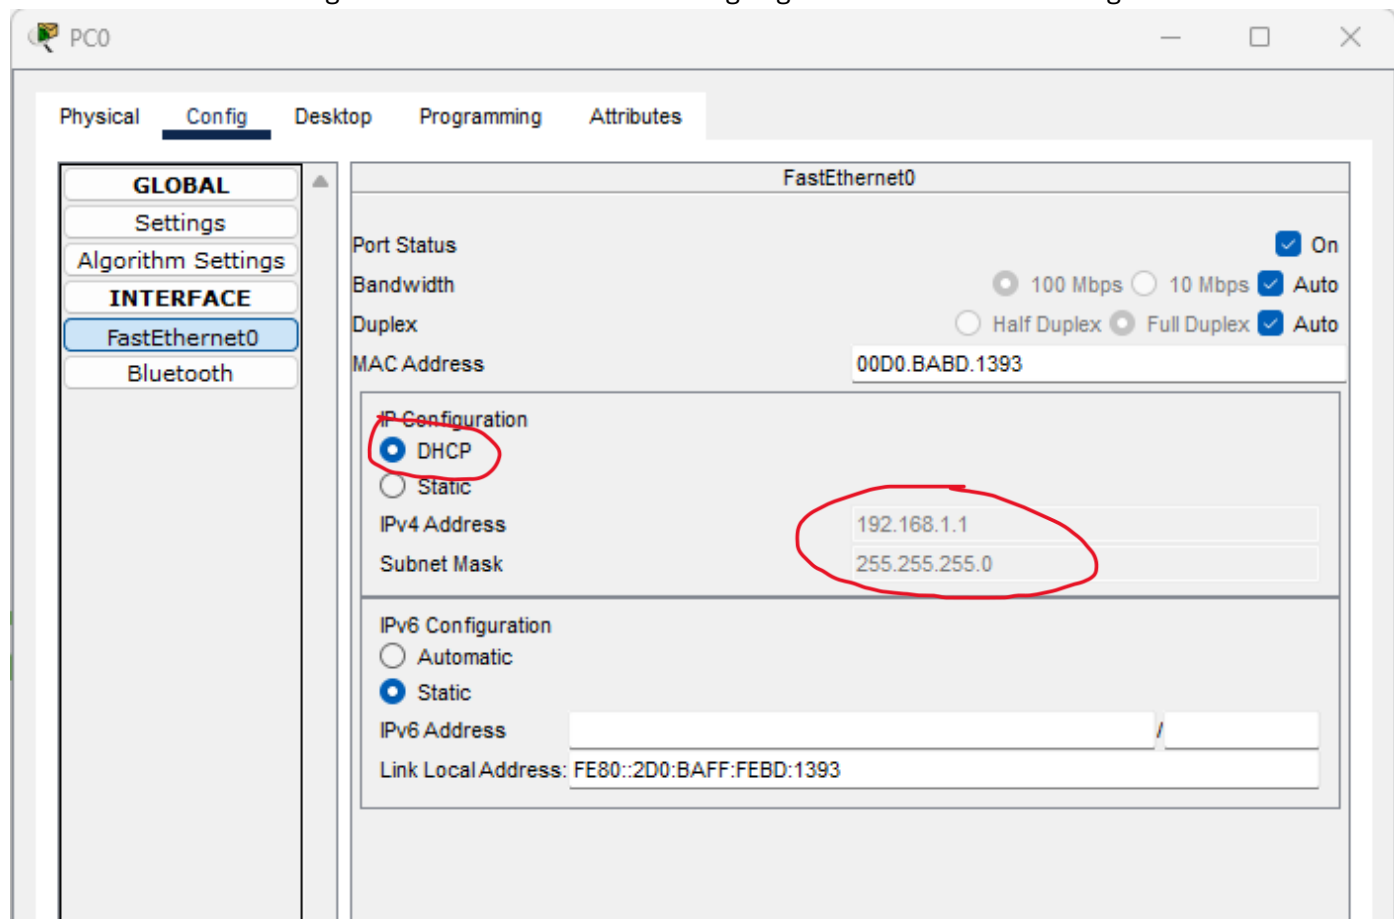 PC0
Physical Config Desktop Programming Attributes
GLOBAL
Settings
Algorithm Settings
INTERFACE
FastEthernet0
Bluetooth
FastEthernet0
Port Status On
Bandwidth 100 Mbps 10 Mbps Auto
Duplex Half Duplex Full Duplex Auto
MAC Address 00D0.BABD.1393
IP Configuration
DHCP
Static
IPv4 Address 192.168.1.1
Subnet Mask 255.255.255.0
IPv6 Configuration
Automatic
Static
IPv6 Address /
Link Local Address: FE80::2D0:BAFF:FEBD:1393